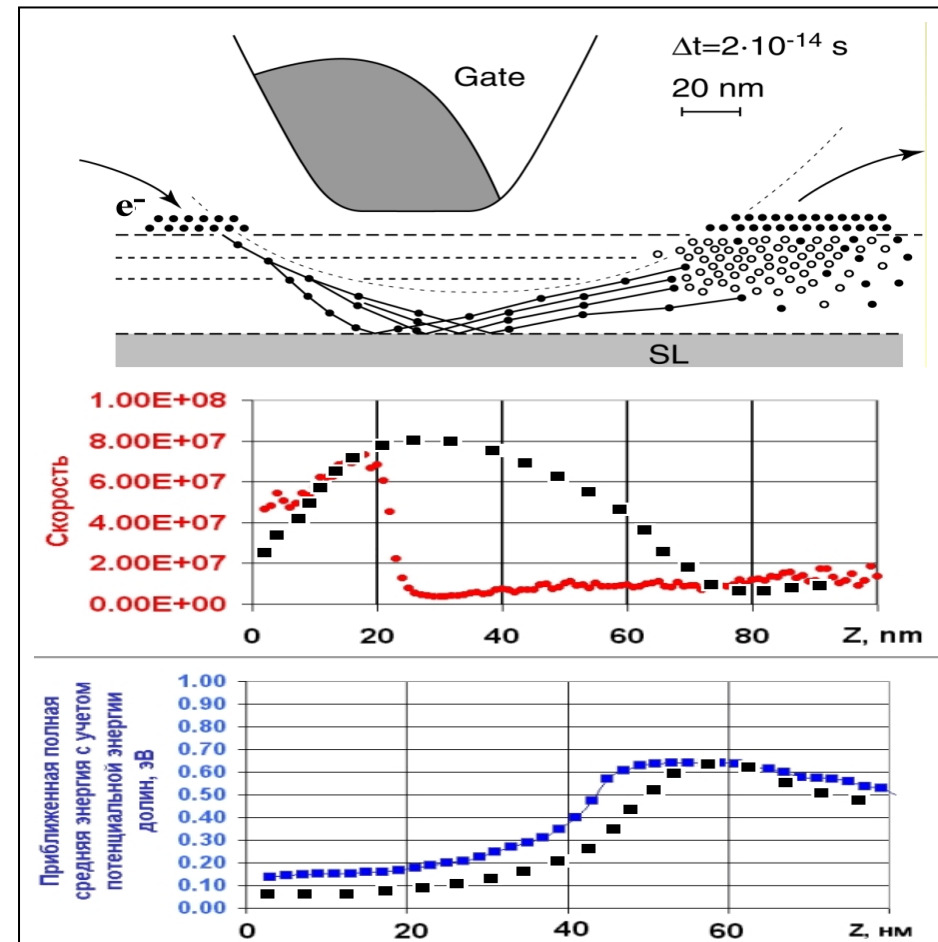 Δt=2·10⁻¹⁴ s
Gate
20 nm
e⁻
SL
Скорость
1.00E+08
8.00E+07
6.00E+07
4.00E+07
2.00E+07
0.00E+00
0 20 40 60 80 Z, nm
Приближенная полная
средняя энергия с учетом
потенциальной энергии
долин, эВ
1.00
0.90
0.80
0.70
0.60
0.50
0.40
0.30
0.20
0.10
0.00
0 20 40 60 Z, нм